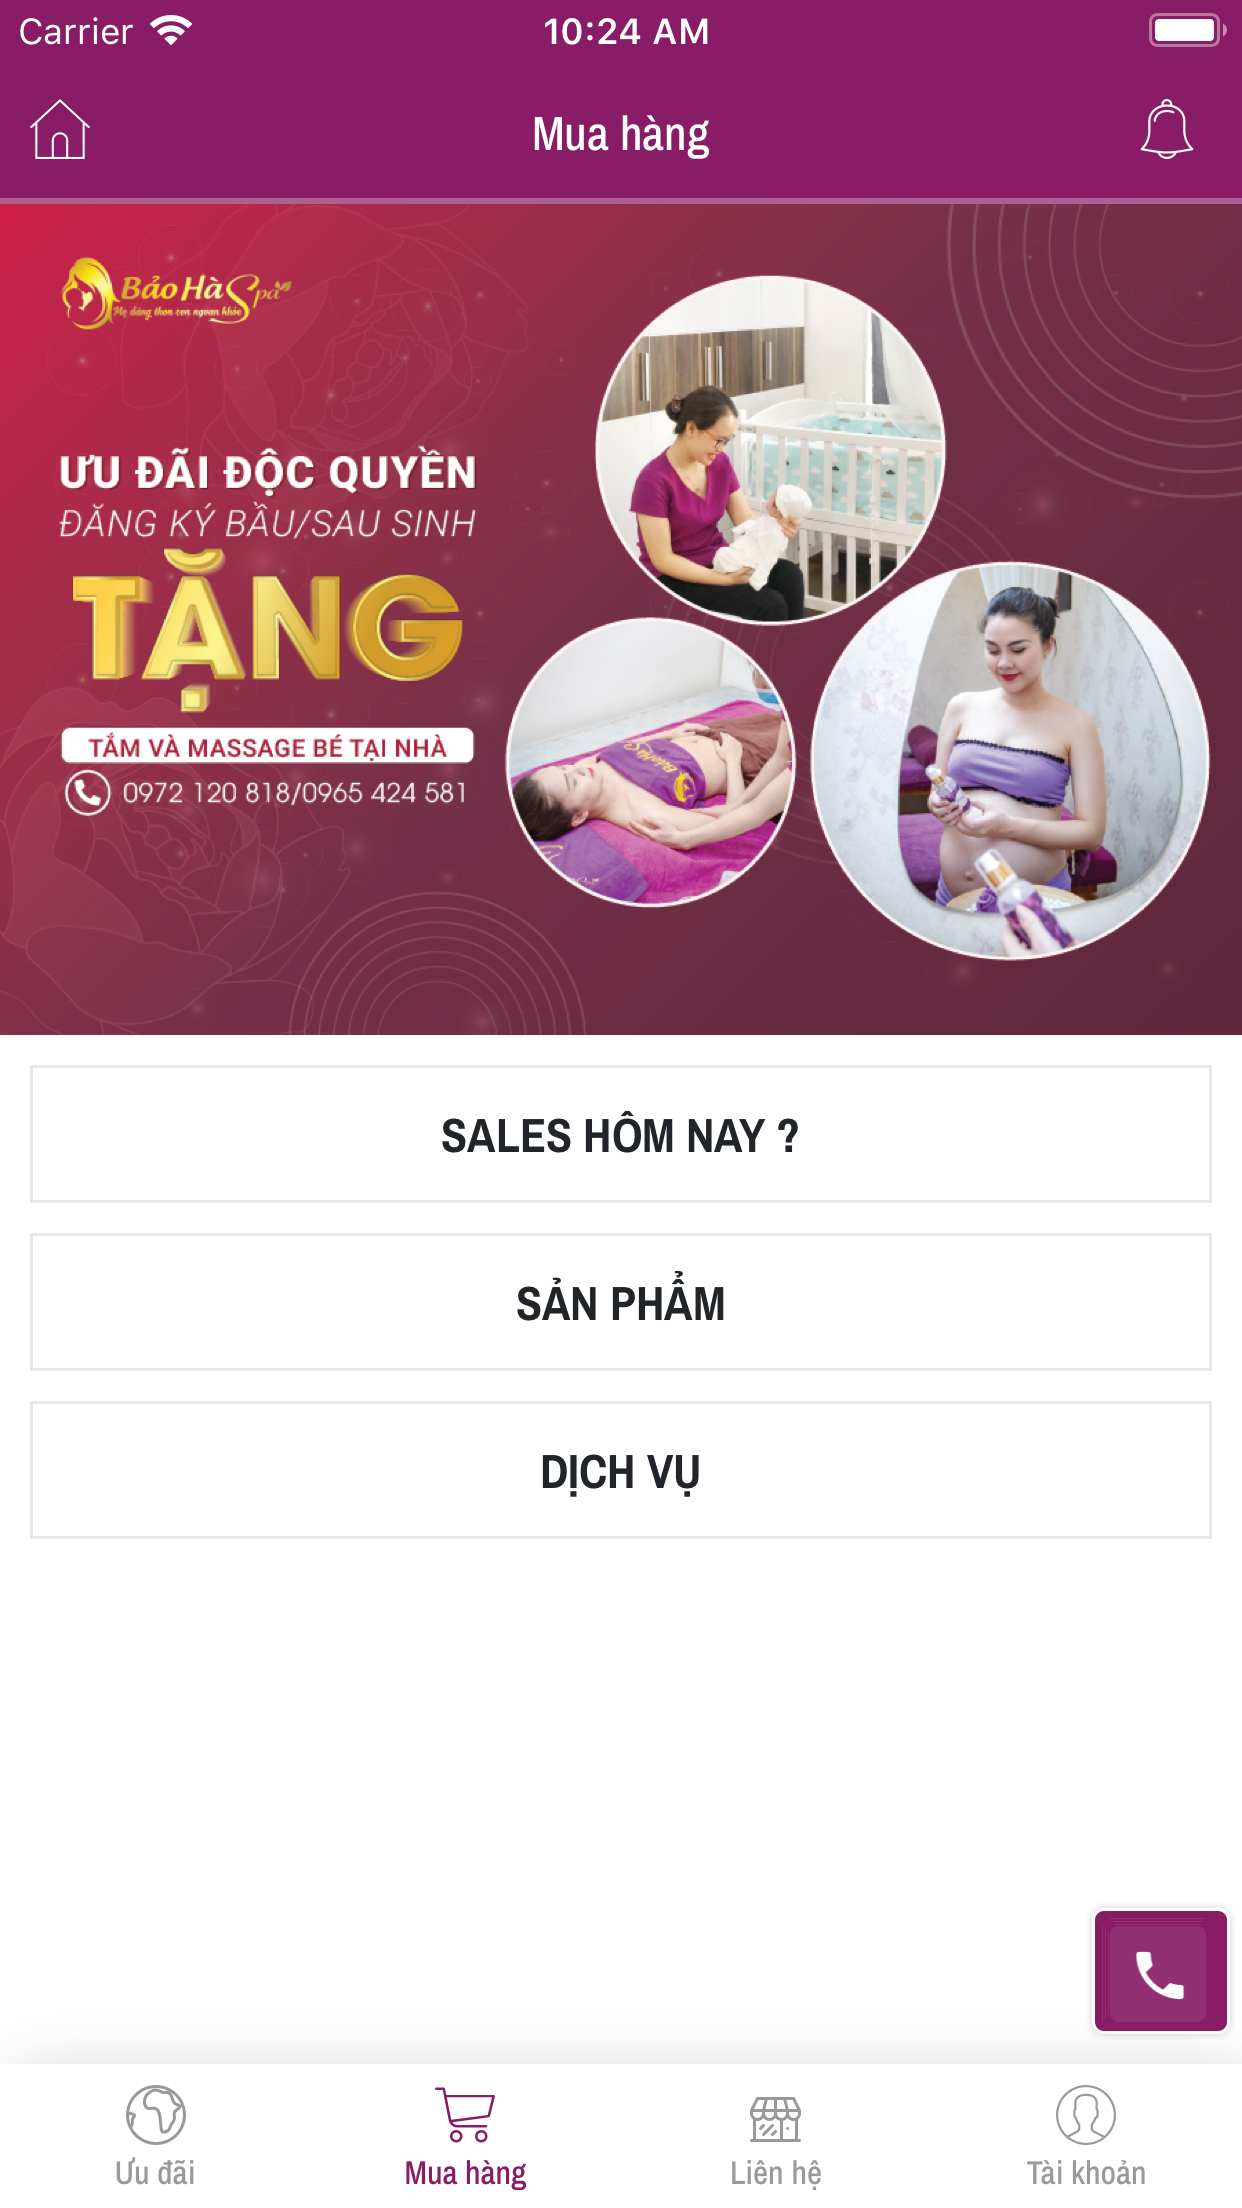 Carrier 10:24 AM
Mua hàng
Bảo Hà Spa
Mẹ dáng thon con ngoan khỏe
ƯU ĐÃI ĐỘC QUYỀN
ĐĂNG KÝ BẦU/SAU SINH
TẶNG
TẮM VÀ MASSAGE BÉ TẠI NHÀ
0972 120 818/0965 424 581
SALES HÔM NAY ?
SẢN PHẨM
DỊCH VỤ
Ưu đãi
Mua hàng
Liên hệ
Tài khoản